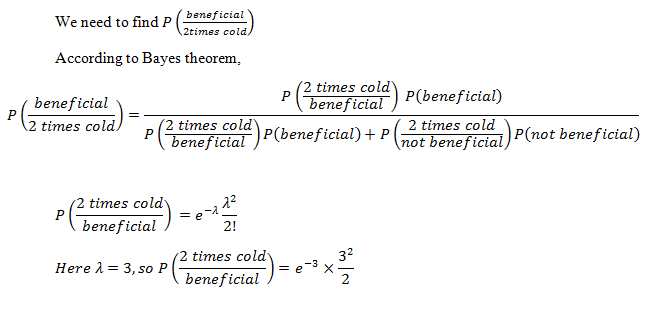 We need to find P(beneficial/2times cold)
According to Bayes theorem,
P(beneficial/2 times cold) = P(2 times cold/beneficial) P(beneficial) / P(2 times cold/beneficial) P(beneficial) + P(2 times cold/not beneficial) P(not beneficial)
P(2 times cold/beneficial) = e^-λ λ^2/2!
Here λ = 3, so P(2 times cold/beneficial) = e^-3 × 3^2/2